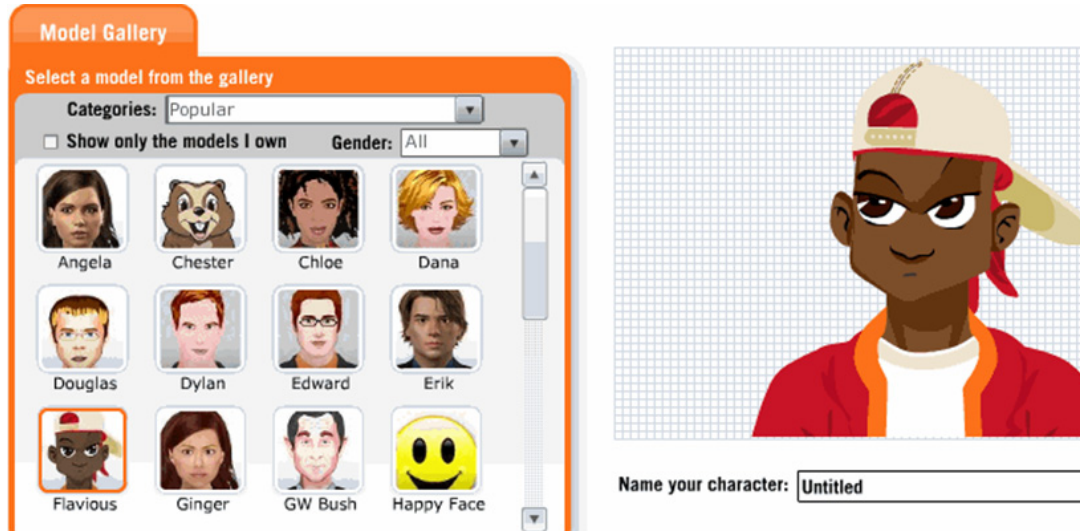 Model Gallery
Select a model from the gallery
Categories: Popular
Show only the models I own Gender: All
Angela Chester Chloe Dana
Douglas Dylan Edward Erik
Flavious Ginger GW Bush Happy Face
Name your character: Untitled